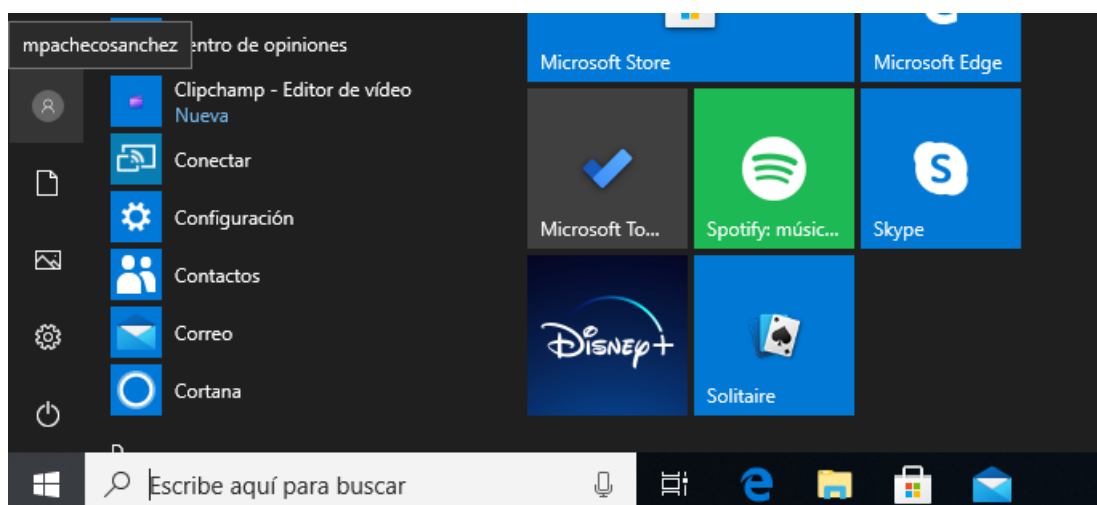 mpachecosanchez
entro de opiniones
Clipchamp - Editor de vídeo
Nueva
Conectar
Configuración
Contactos
Correo
Cortana
Microsoft Store
Microsoft Edge
Microsoft To...
Spotify: músic...
Skype
Disney+
Solitaire
Escribe aquí para buscar